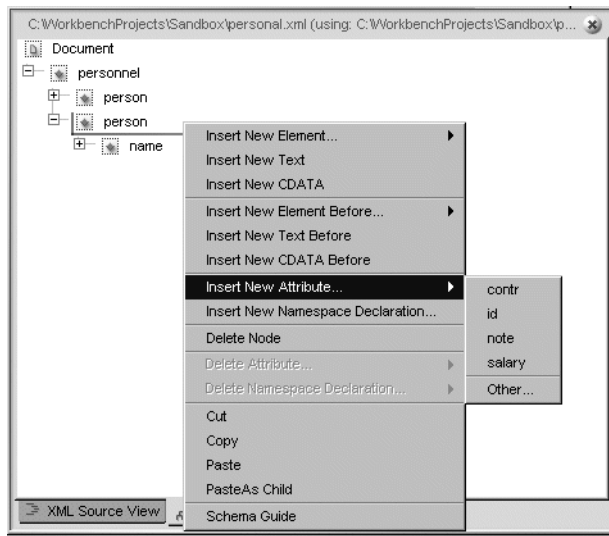 C:\WorkbenchProjects\Sandbox\personal.xml (using: C:\WorkbenchProjects\Sandbox\p...
Document
personnel
person
person
name
Insert New Element...
Insert New Text
Insert New CDATA
Insert New Element Before...
Insert New Text Before
Insert New CDATA Before
Insert New Attribute...
Insert New Namespace Declaration...
Delete Node
Delete Attribute...
Delete Namespace Declaration...
Cut
Copy
Paste
PasteAs Child
Schema Guide
contr
id
note
salary
Other...
XML Source View